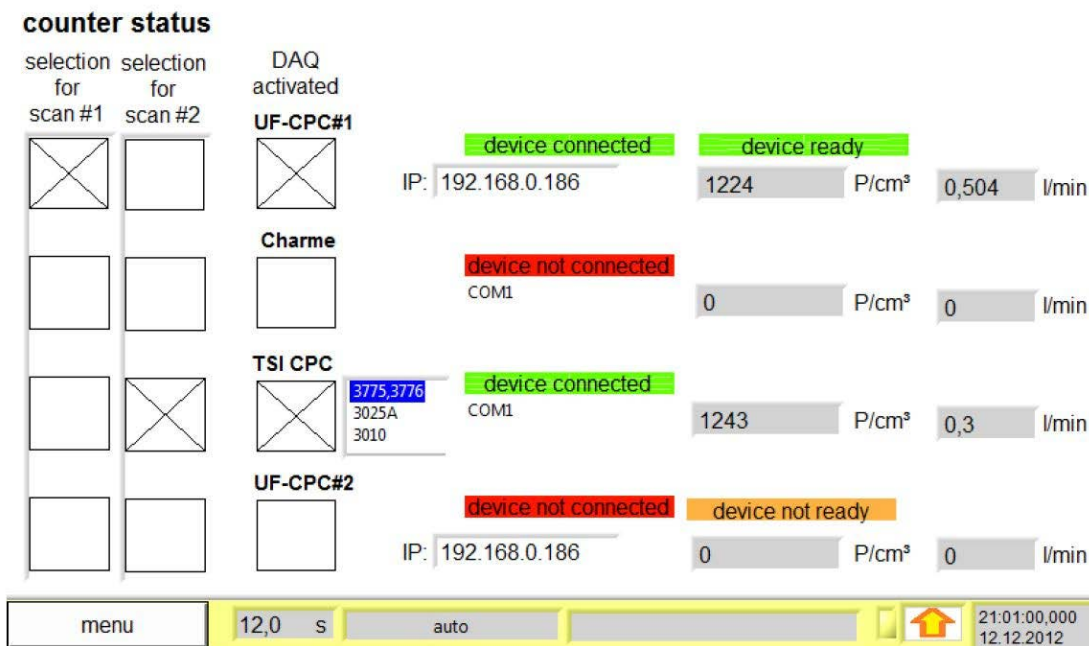 counter status
selection
for
scan #1
selection
for
scan #2
DAQ
activated
UF-CPC#1
device connected
device ready
IP: 192.168.0.186
1224 P/cm³
0,504 l/min
Charme
device not connected
COM1
0 P/cm³
0 l/min
TSI CPC
3775,3776
3025A
3010
device connected
COM1
1243 P/cm³
0,3 l/min
UF-CPC#2
device not connected
device not ready
IP: 192.168.0.186
0 P/cm³
0 l/min
menu
12,0 s
auto
21:01:00,000
12.12.2012